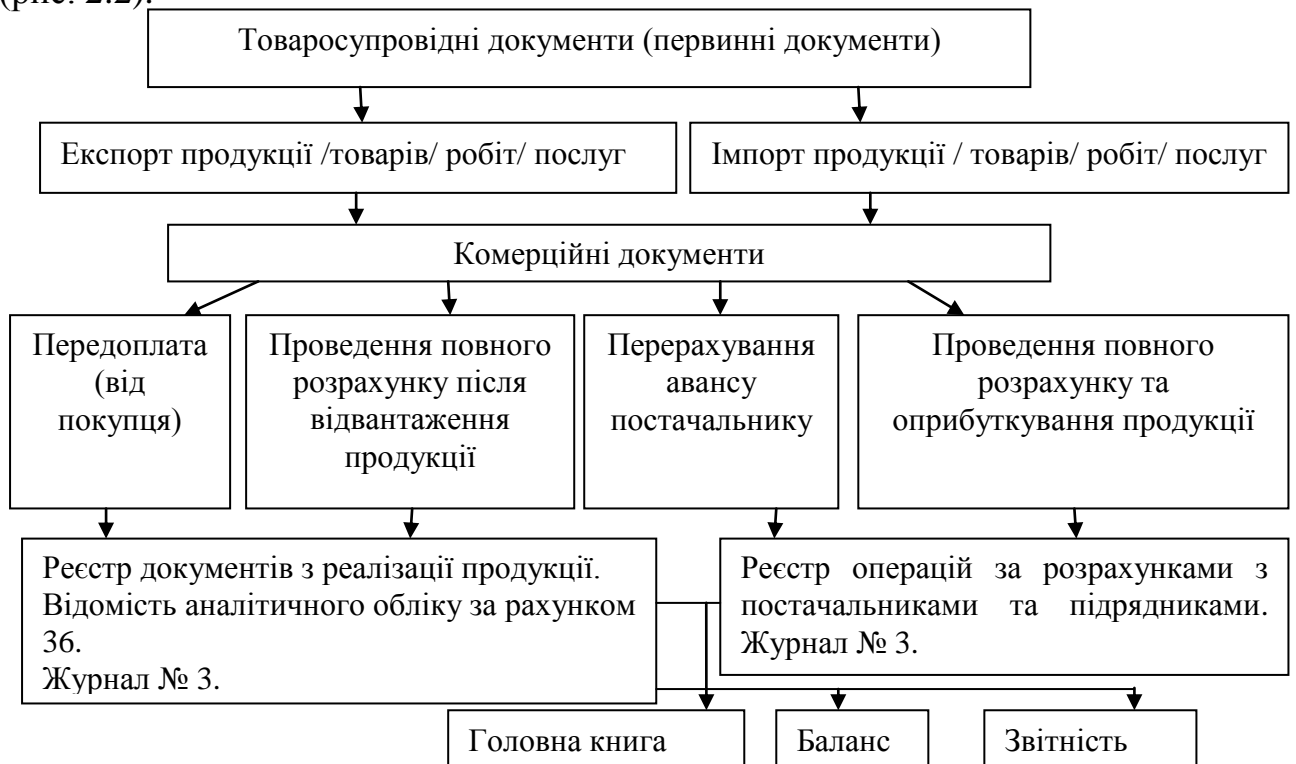 (рис. 2.2).
Товаросупровідні документи (первинні документи)
Експорт продукції /товарів/ робіт/ послуг
Імпорт продукції / товарів/ робіт/ послуг
Комерційні документи
Передоплата
(від
покупця)
Проведення повного
розрахунку після
відвантаження
продукції
Перерахування
авансу
постачальнику
Проведення повного
розрахунку та
оприбуткування продукції
Реєстр документів з реалізації продукції.
Відомість аналітичного обліку за рахунком
36.
Журнал № 3.
Реєстр операцій за розрахунками з
постачальниками та підрядниками.
Журнал № 3.
Головна книга
Баланс
Звітність